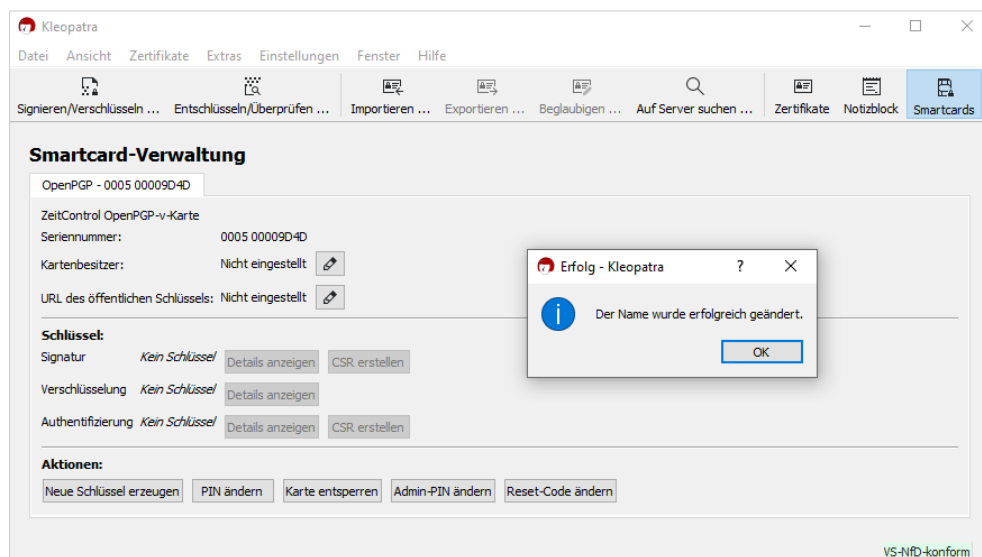 Kleopatra
Datei Ansicht Zertifikate Extras Einstellungen Fenster Hilfe
Signieren/Verschlüsseln ... Entschlüsseln/Überprüfen ... Importieren ... Exportieren ... Beglaubigen ... Auf Server suchen ... Zertifikate Notizblock Smartcards
Smartcard-Verwaltung
OpenPGP - 0005 00009D4D
ZeitControl OpenPGP-v-Karte
Seriennummer: 0005 00009D4D
Kartenbesitzer: Nicht eingestellt
URL des öffentlichen Schlüssels: Nicht eingestellt
Erfolg - Kleopatra ?
Der Name wurde erfolgreich geändert.
OK
Schlüssel:
Signatur Kein Schlüssel Details anzeigen CSR erstellen
Verschlüsselung Kein Schlüssel Details anzeigen
Authentifizierung Kein Schlüssel Details anzeigen CSR erstellen
Aktionen:
Neue Schlüssel erzeugen PIN ändern Karte entsperren Admin-PIN ändern Reset-Code ändern
VS-NfD-konform